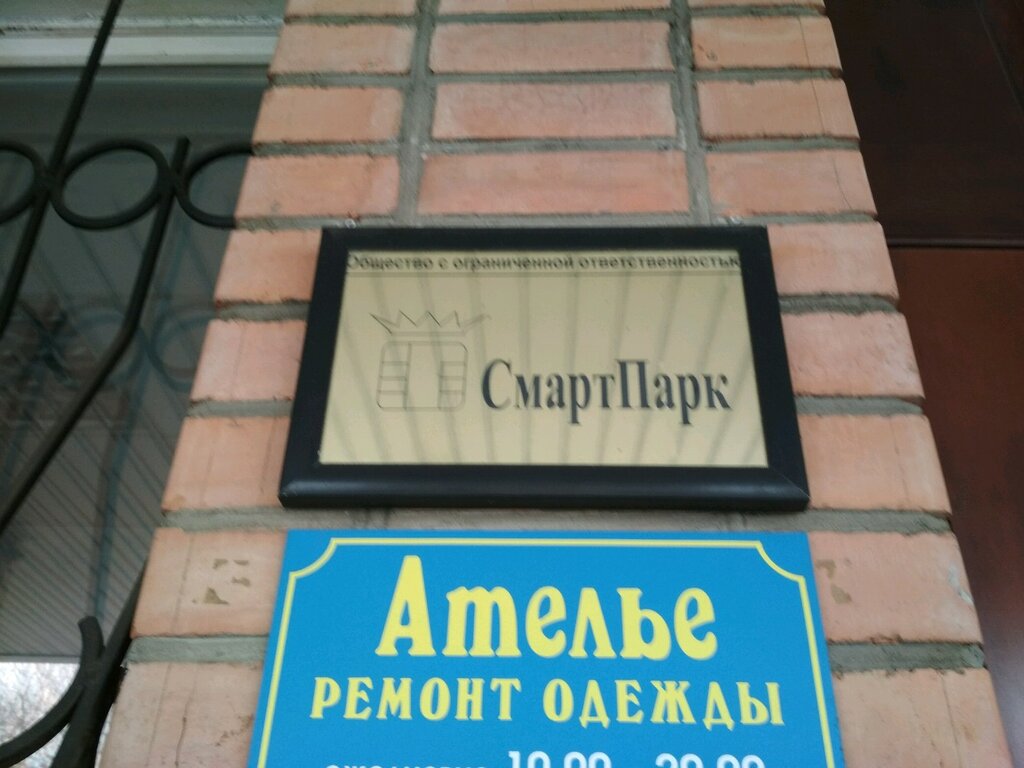 Общество с ограниченной ответственностью
СмартПарк
Ателье
РЕМОНТ ОДЕЖДЫ